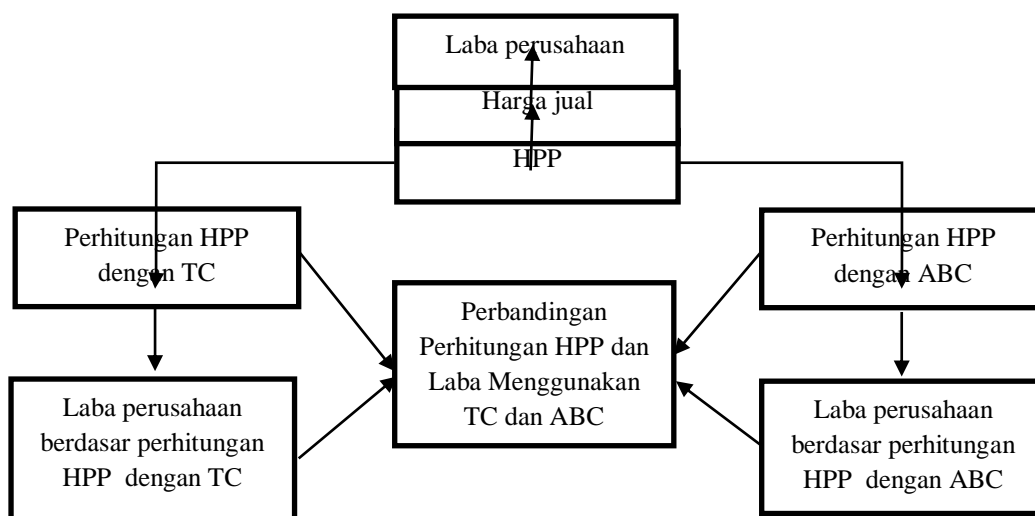 Laba perusahaan
Harga jual
HPP
Perhitungan HPP
dengan TC
Perhitungan HPP
dengan ABC
Perbandingan
Perhitungan HPP dan
Laba Menggunakan
TC dan ABC
Laba perusahaan
berdasar perhitungan
HPP dengan TC
Laba perusahaan
berdasar perhitungan
HPP dengan ABC